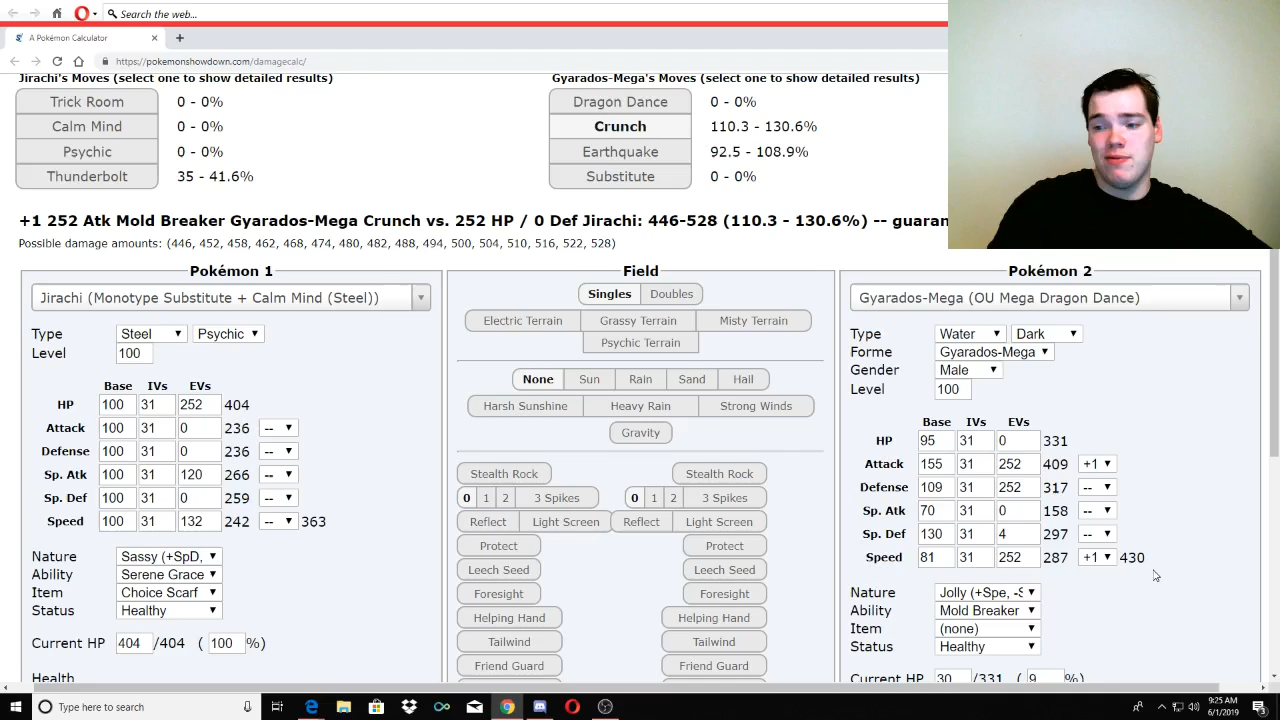 Search the web...
A Pokémon Calculator
https://pokemonshowdown.com/damagecalc/
Jirachi's Moves (select one to show detailed results)
Gyarados-Mega's Moves (select one to show detailed results)
Trick Room 0 - 0% Dragon Dance 0 - 0%
Calm Mind 0 - 0% Crunch 110.3 - 130.6%
Psychic 0 - 0% Earthquake 92.5 - 108.9%
Thunderbolt 35 - 41.6% Substitute 0 - 0%
+1 252 Atk Mold Breaker Gyarados-Mega Crunch vs. 252 HP / 0 Def Jirachi: 446-528 (110.3 - 130.6%) -- guaran
Possible damage amounts: (446, 452, 458, 462, 468, 474, 480, 482, 488, 494, 500, 504, 510, 516, 522, 528)
Pokémon 1
Jirachi (Monotype Substitute + Calm Mind (Steel))
Type Steel Psychic
Level 100
Base IVs EVs
HP 100 31 252 404
Attack 100 31 0 236 --
Defense 100 31 0 236 --
Sp. Atk 100 31 120 266 --
Sp. Def 100 31 0 259 --
Speed 100 31 132 242 -- 363
Nature Sassy (+SpD,
Ability Serene Grace
Item Choice Scarf
Status Healthy
Current HP 404 /404 ( 100 %)
Health
Field
Singles Doubles
Electric Terrain Grassy Terrain Misty Terrain
Psychic Terrain
None Sun Rain Sand Hail
Harsh Sunshine Heavy Rain Strong Winds
Gravity
Stealth Rock Stealth Rock
0 1 2 3 Spikes 0 1 2 3 Spikes
Reflect Light Screen Reflect Light Screen
Protect Protect
Leech Seed Leech Seed
Foresight Foresight
Helping Hand Helping Hand
Tailwind Tailwind
Friend Guard Friend Guard
Pokémon 2
Gyarados-Mega (OU Mega Dragon Dance)
Type Water Dark
Forme Gyarados-Mega
Gender Male
Level 100
Base IVs EVs
HP 95 31 0 331
Attack 155 31 252 409 +1
Defense 109 31 252 317 --
Sp. Atk 70 31 0 158 --
Sp. Def 130 31 4 297 --
Speed 81 31 252 287 +1 430
Nature Jolly (+Spe, -S
Ability Mold Breaker
Item (none)
Status Healthy
Current HP 30 /331 ( 9 %)
Type here to search
9:25 AM
6/1/2019